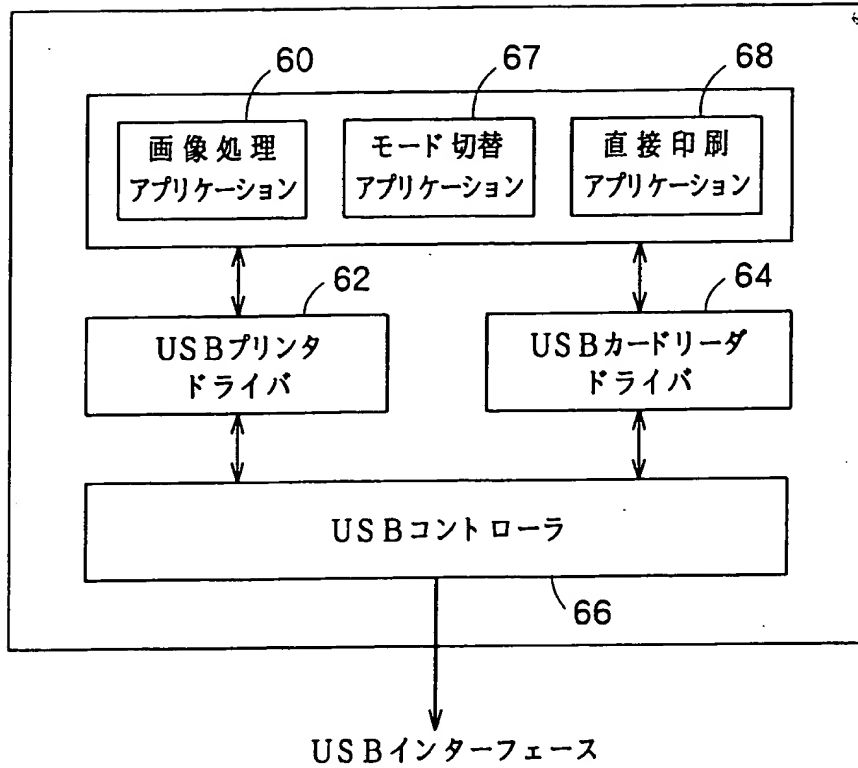 60
67
68
画像処理
アプリケーション
モード切替
アプリケーション
直接印刷
アプリケーション
62
64
USBプリンタ
ドライバ
USBカードリーダ
ドライバ
USBコントローラ
66
USBインターフェース